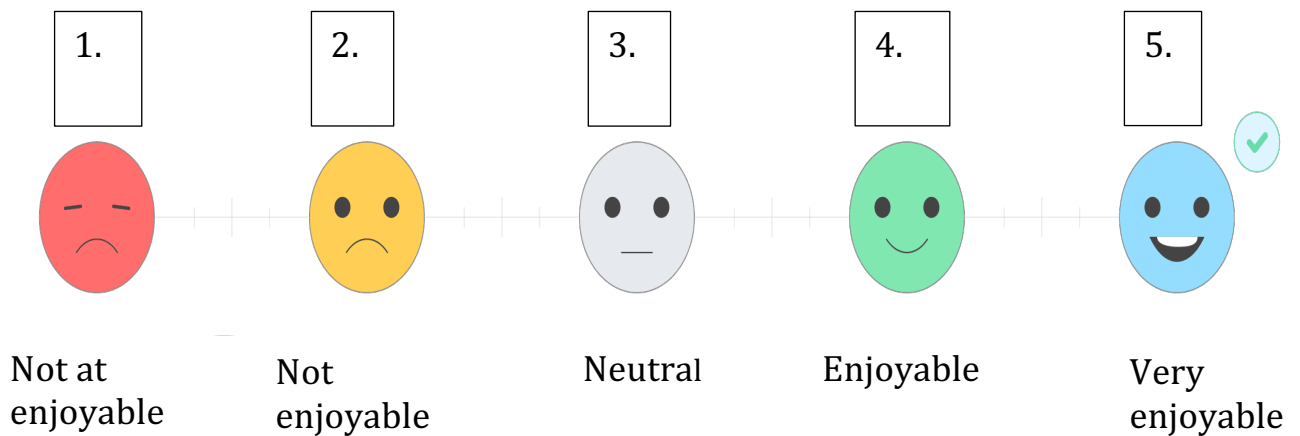 1.
2.
3.
4.
5.
Not at
enjoyable
Not
enjoyable
Neutral
Enjoyable
Very
enjoyable